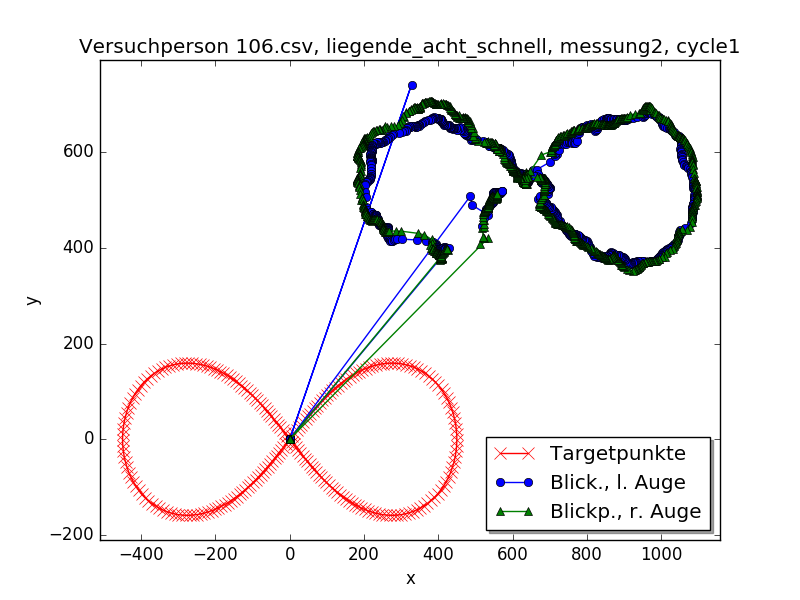 Versuchperson 106.csv, liegende_acht_schnell, messung2, cycle1
y
600
400
200
0
−200
−400
−200
0
200
400
600
800
1000
x
Targetpunkte
Blick., l. Auge
Blickp., r. Auge